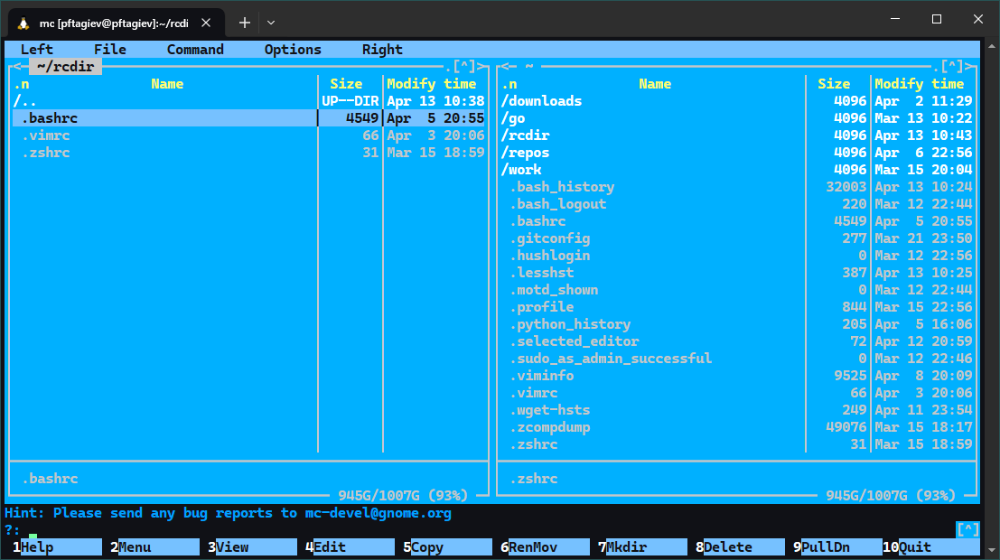 mc [pftagiev@pftagiev]:~/rcdi
Left File Command Options Right
<─ ~/rcdir .[^]>
.n Name Size Modify time
/.. UP--DIR Apr 13 10:38
.bashrc 4549 Apr 5 20:55
.vimrc 66 Apr 3 20:06
.zshrc 31 Mar 15 18:59
.bashrc
945G/1007G (93%)
<─ ~ .[^]>
.n Name Size Modify time
/downloads 4096 Apr 2 11:29
/go 4096 Mar 13 10:22
/rcdir 4096 Apr 13 10:43
/repos 4096 Apr 6 22:56
/work 4096 Mar 15 20:04
.bash_history 32003 Apr 13 10:24
.bash_logout 220 Mar 12 22:44
.bashrc 4549 Apr 5 20:55
.gitconfig 277 Mar 21 23:50
.hushlogin 0 Mar 12 22:56
.lesshst 387 Apr 13 10:25
.motd_shown 0 Mar 12 22:44
.profile 844 Mar 15 22:56
.python_history 205 Apr 5 16:06
.selected_editor 72 Apr 12 20:59
.sudo_as_admin_successful 0 Mar 12 22:46
.viminfo 9525 Apr 8 20:09
.vimrc 66 Apr 3 20:06
.wget-hsts 249 Apr 11 23:54
.zcompdump 49076 Mar 15 18:17
.zshrc 31 Mar 15 18:59
.zshrc
945G/1007G (93%)
Hint: Please send any bug reports to mc-devel@gnome.org
?: [^]
1Help 2Menu 3View 4Edit 5Copy 6RenMov 7Mkdir 8Delete 9PullDn 10Quit